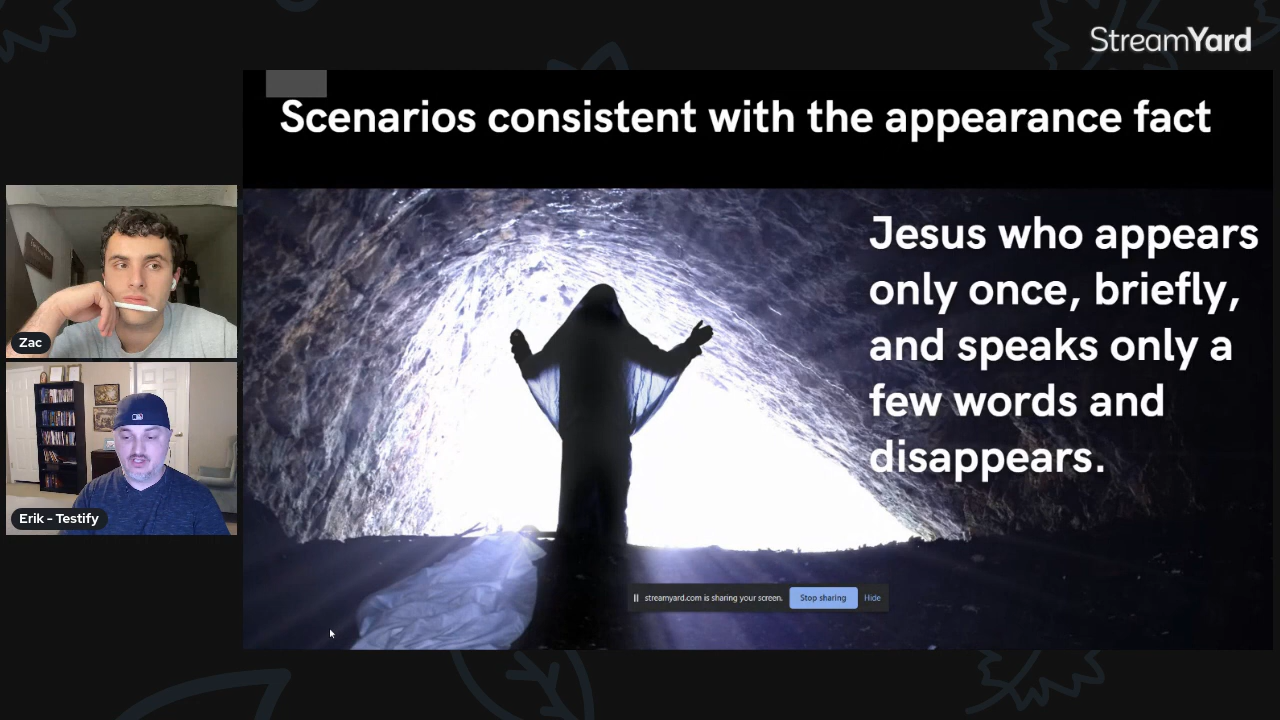 StreamYard
Scenarios consistent with the appearance fact
Jesus who appears
only once, briefly,
and speaks only a
few words and
disappears.
Zac
Erik - Testify
streamyard.com is sharing your screen.
Stop sharing
Hide